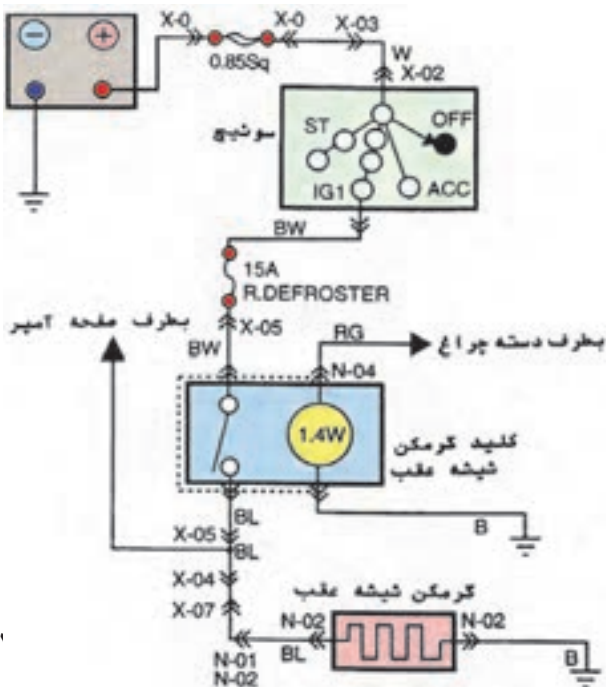 X-0
X-0
X-03
0.85Sq
W
X-02
سوئیچ
ST
OFF
IG1
ACC
BW
15A
R.DEFROSTER
بطرف صفحه آمپر
X-05
BW
RG
بطرف دسته چراغ
N-04
1.4W
کلید گرمکن
شیشه عقب
BL
X-05
BL
B
X-04
گرمکن شیشه عقب
X-07
N-02
N-02
BL
B
N-01
N-02